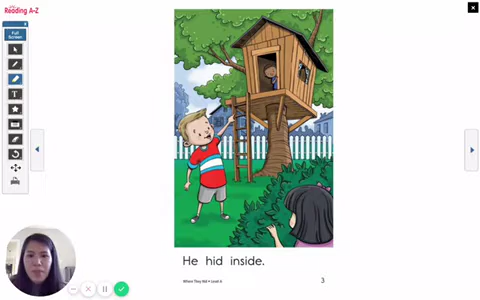 Reading A-Z
Full
Screen
T
He hid inside.
Where They Hid • Level A
3